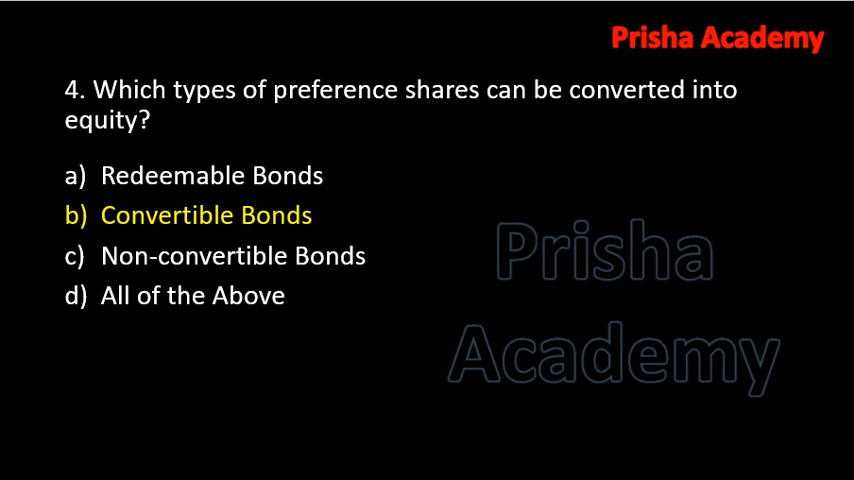 Prisha Academy
4. Which types of preference shares can be converted into
equity?
a) Redeemable Bonds
b) Convertible Bonds
c) Non-convertible Bonds
d) All of the Above
Prisha
Academy